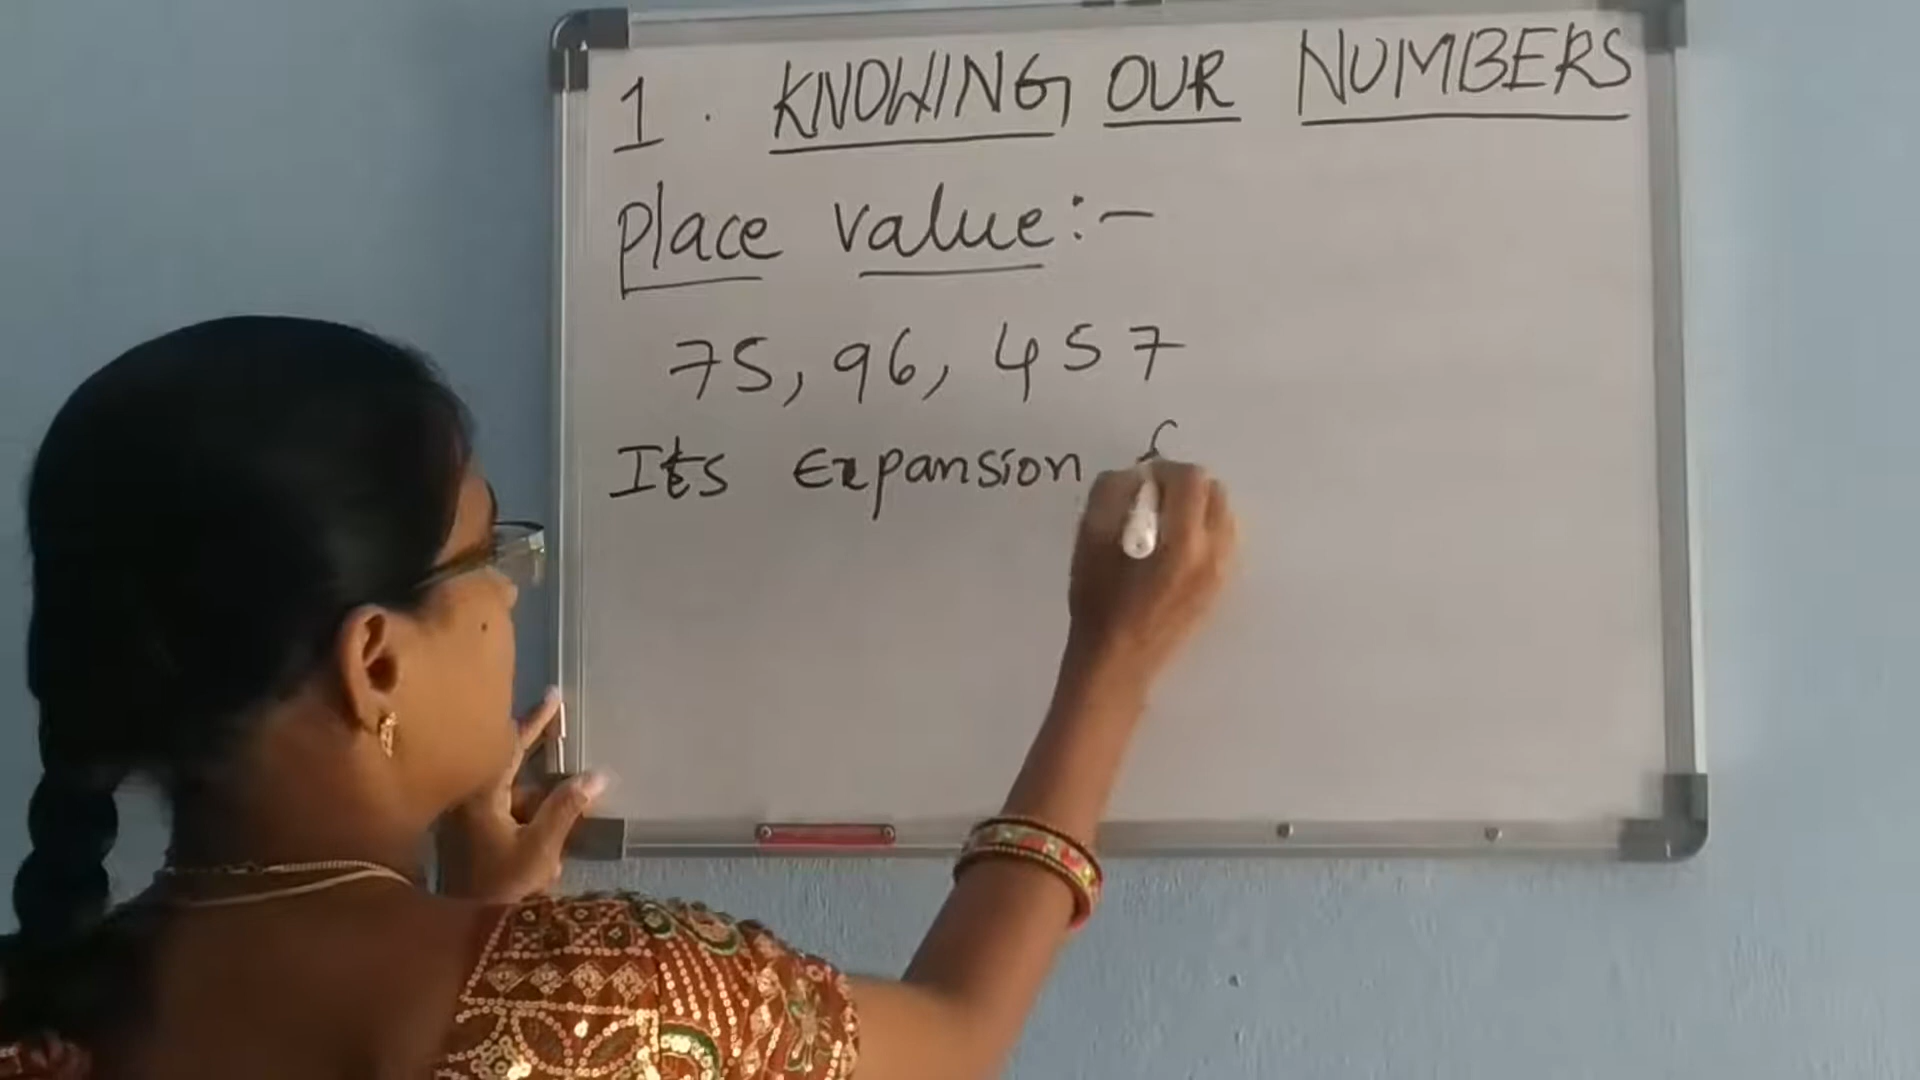 1. KNOWING OUR NUMBERS
Place value:-
75, 96, 457
Its Expansion f